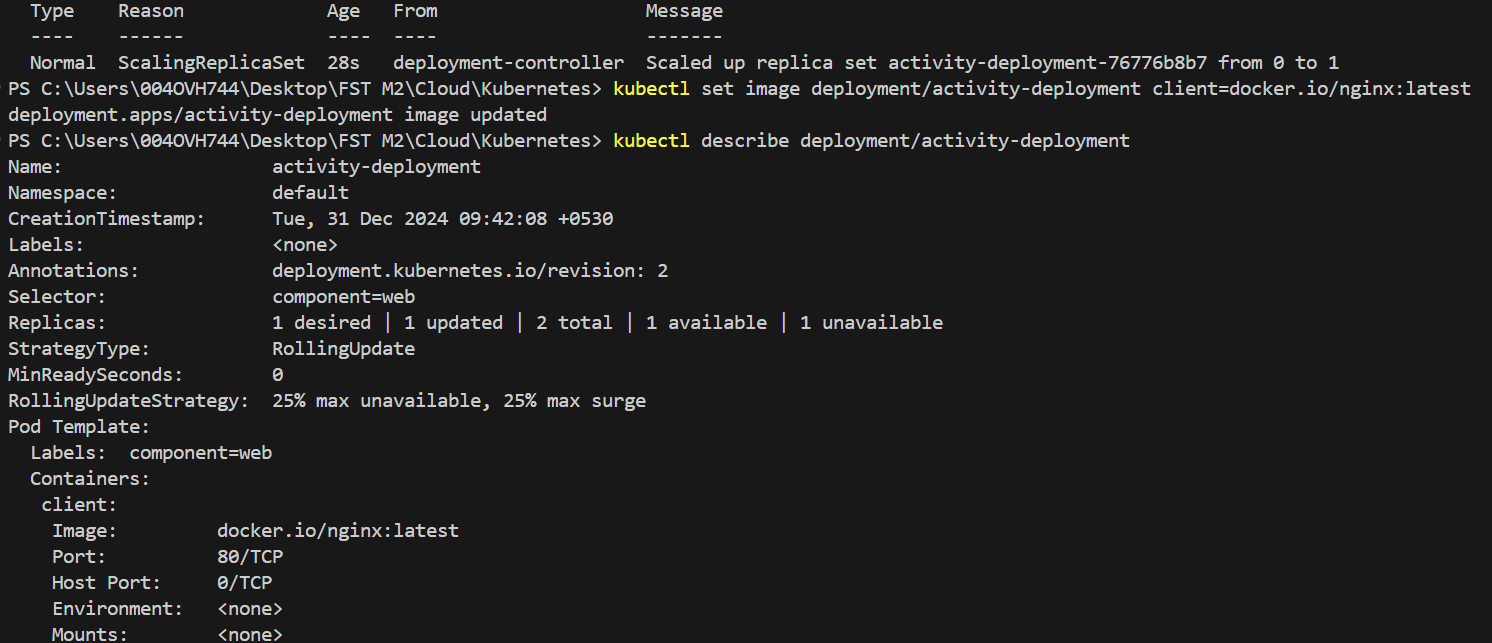 Type Reason Age From Message
---- ------ ---- ---- -------
Normal ScalingReplicaSet 28s deployment-controller Scaled up replica set activity-deployment-76776b8b7 from 0 to 1
PS C:\Users\004OVH744\Desktop\FST M2\Cloud\Kubernetes> kubectl set image deployment/activity-deployment client=docker.io/nginx:latest
deployment.apps/activity-deployment image updated
PS C:\Users\004OVH744\Desktop\FST M2\Cloud\Kubernetes> kubectl describe deployment/activity-deployment
Name: activity-deployment
Namespace: default
CreationTimestamp: Tue, 31 Dec 2024 09:42:08 +0530
Labels: <none>
Annotations: deployment.kubernetes.io/revision: 2
Selector: component=web
Replicas: 1 desired | 1 updated | 2 total | 1 available | 1 unavailable
StrategyType: RollingUpdate
MinReadySeconds: 0
RollingUpdateStrategy: 25% max unavailable, 25% max surge
Pod Template:
Labels: component=web
Containers:
client:
Image: docker.io/nginx:latest
Port: 80/TCP
Host Port: 0/TCP
Environment: <none>
Mounts: <none>